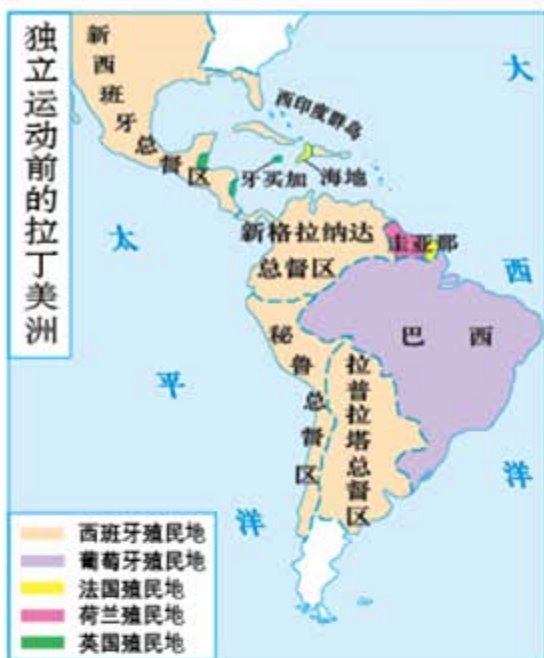 独立运动前的拉丁美洲
新西班牙总督区
西印度群岛
牙买加
海地
大西洋
太平洋
新格拉纳达
总督区
圭亚那
巴西
秘鲁总督区
拉普拉塔总督区
西班牙殖民地
葡萄牙殖民地
法国殖民地
荷兰殖民地
英国殖民地